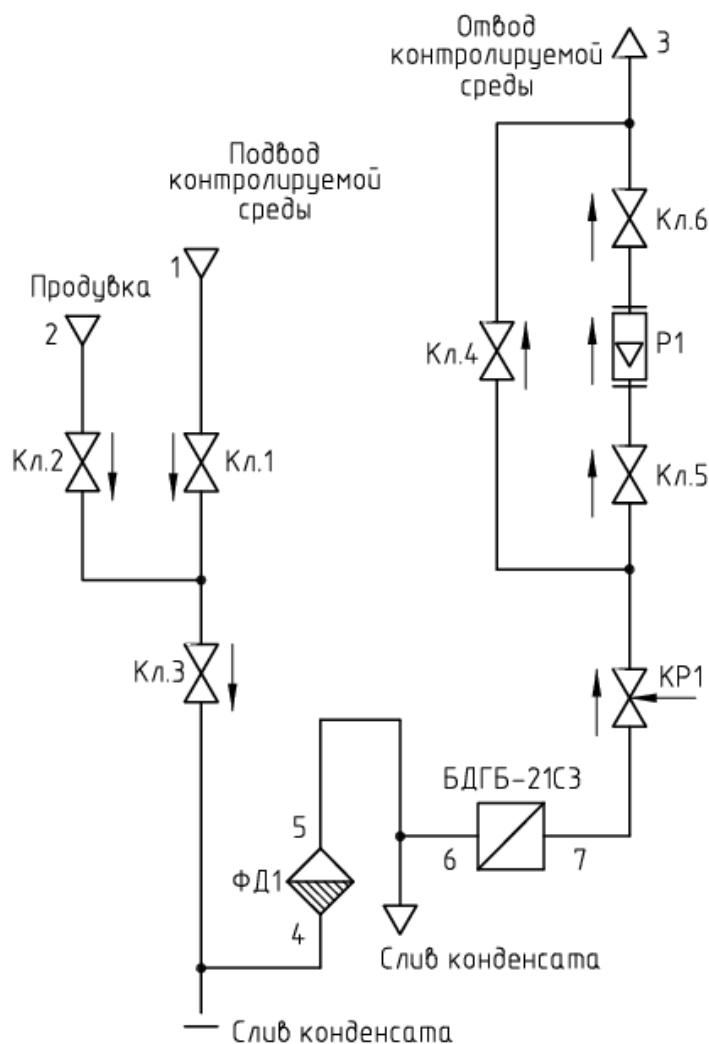 Отвод
контролируемой
среды
3
Подвод
контролируемой
среды
1
Продувка
2
Кл.6
Р1
Кл.4
Кл.2
Кл.1
Кл.5
Кл.3
КР1
БДГБ-21С3
5
6
7
ФД1
4
Слив конденсата
Слив конденсата